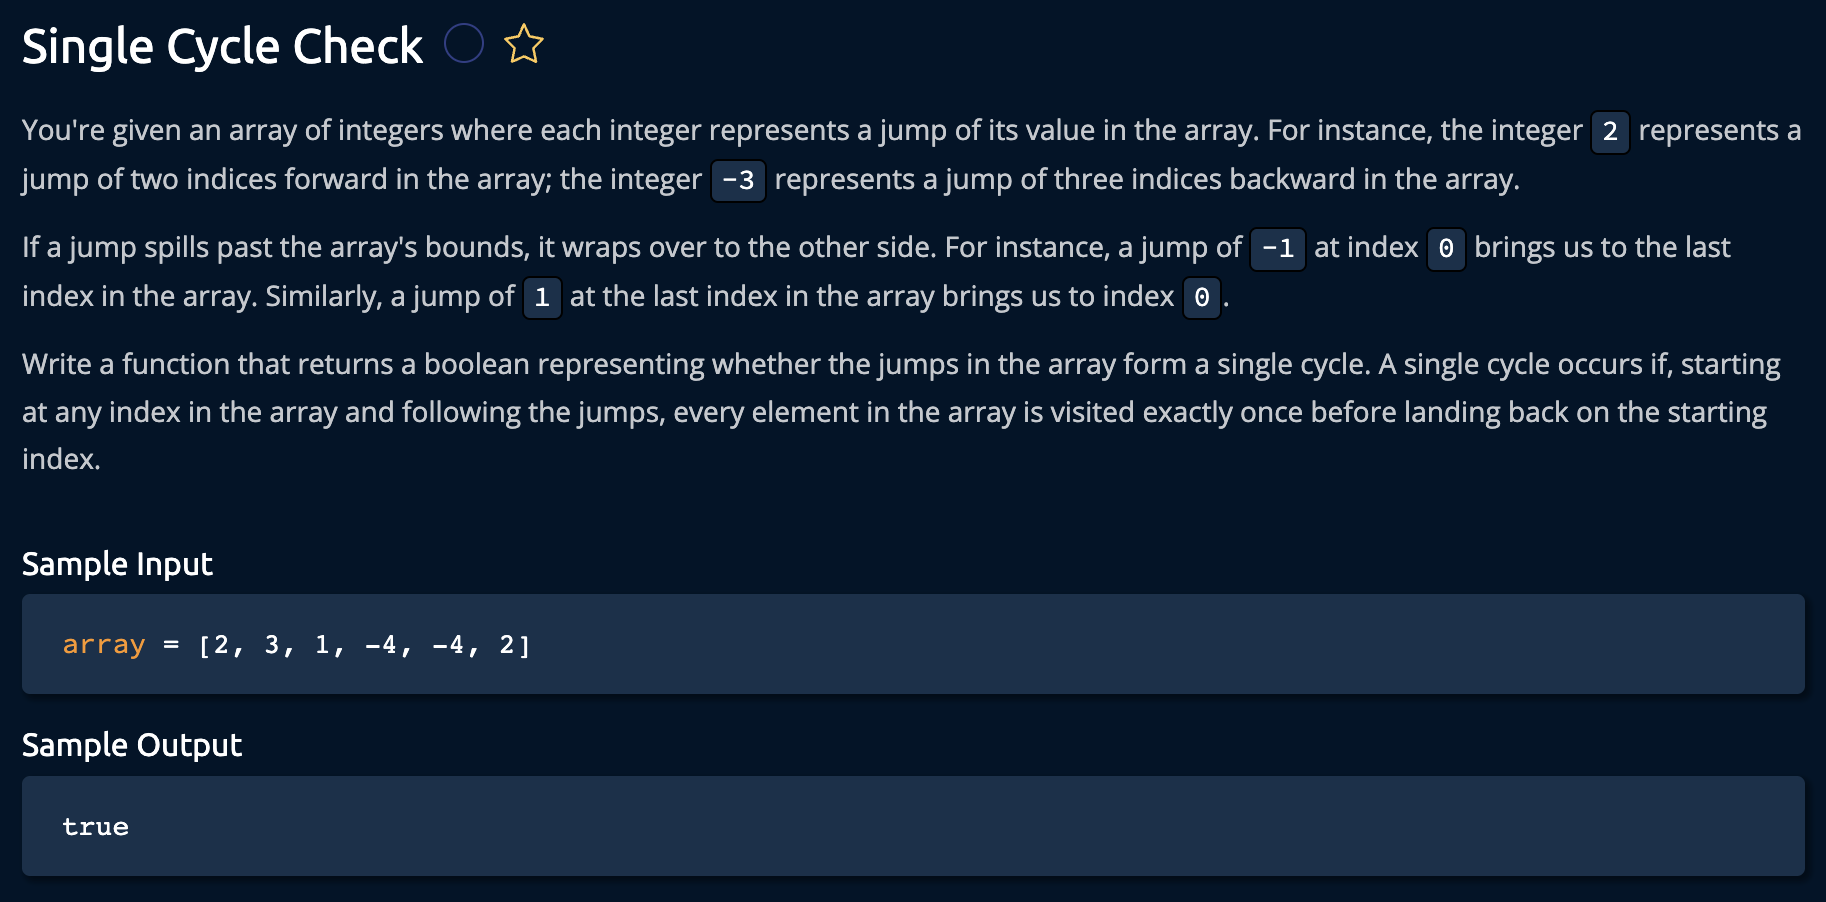 Single Cycle Check
You're given an array of integers where each integer represents a jump of its value in the array. For instance, the integer 2 represents a
jump of two indices forward in the array; the integer -3 represents a jump of three indices backward in the array.
If a jump spills past the array's bounds, it wraps over to the other side. For instance, a jump of -1 at index 0 brings us to the last
index in the array. Similarly, a jump of 1 at the last index in the array brings us to index 0.
Write a function that returns a boolean representing whether the jumps in the array form a single cycle. A single cycle occurs if, starting
at any index in the array and following the jumps, every element in the array is visited exactly once before landing back on the starting
index.
Sample Input
array = [2, 3, 1, -4, -4, 2]
Sample Output
true